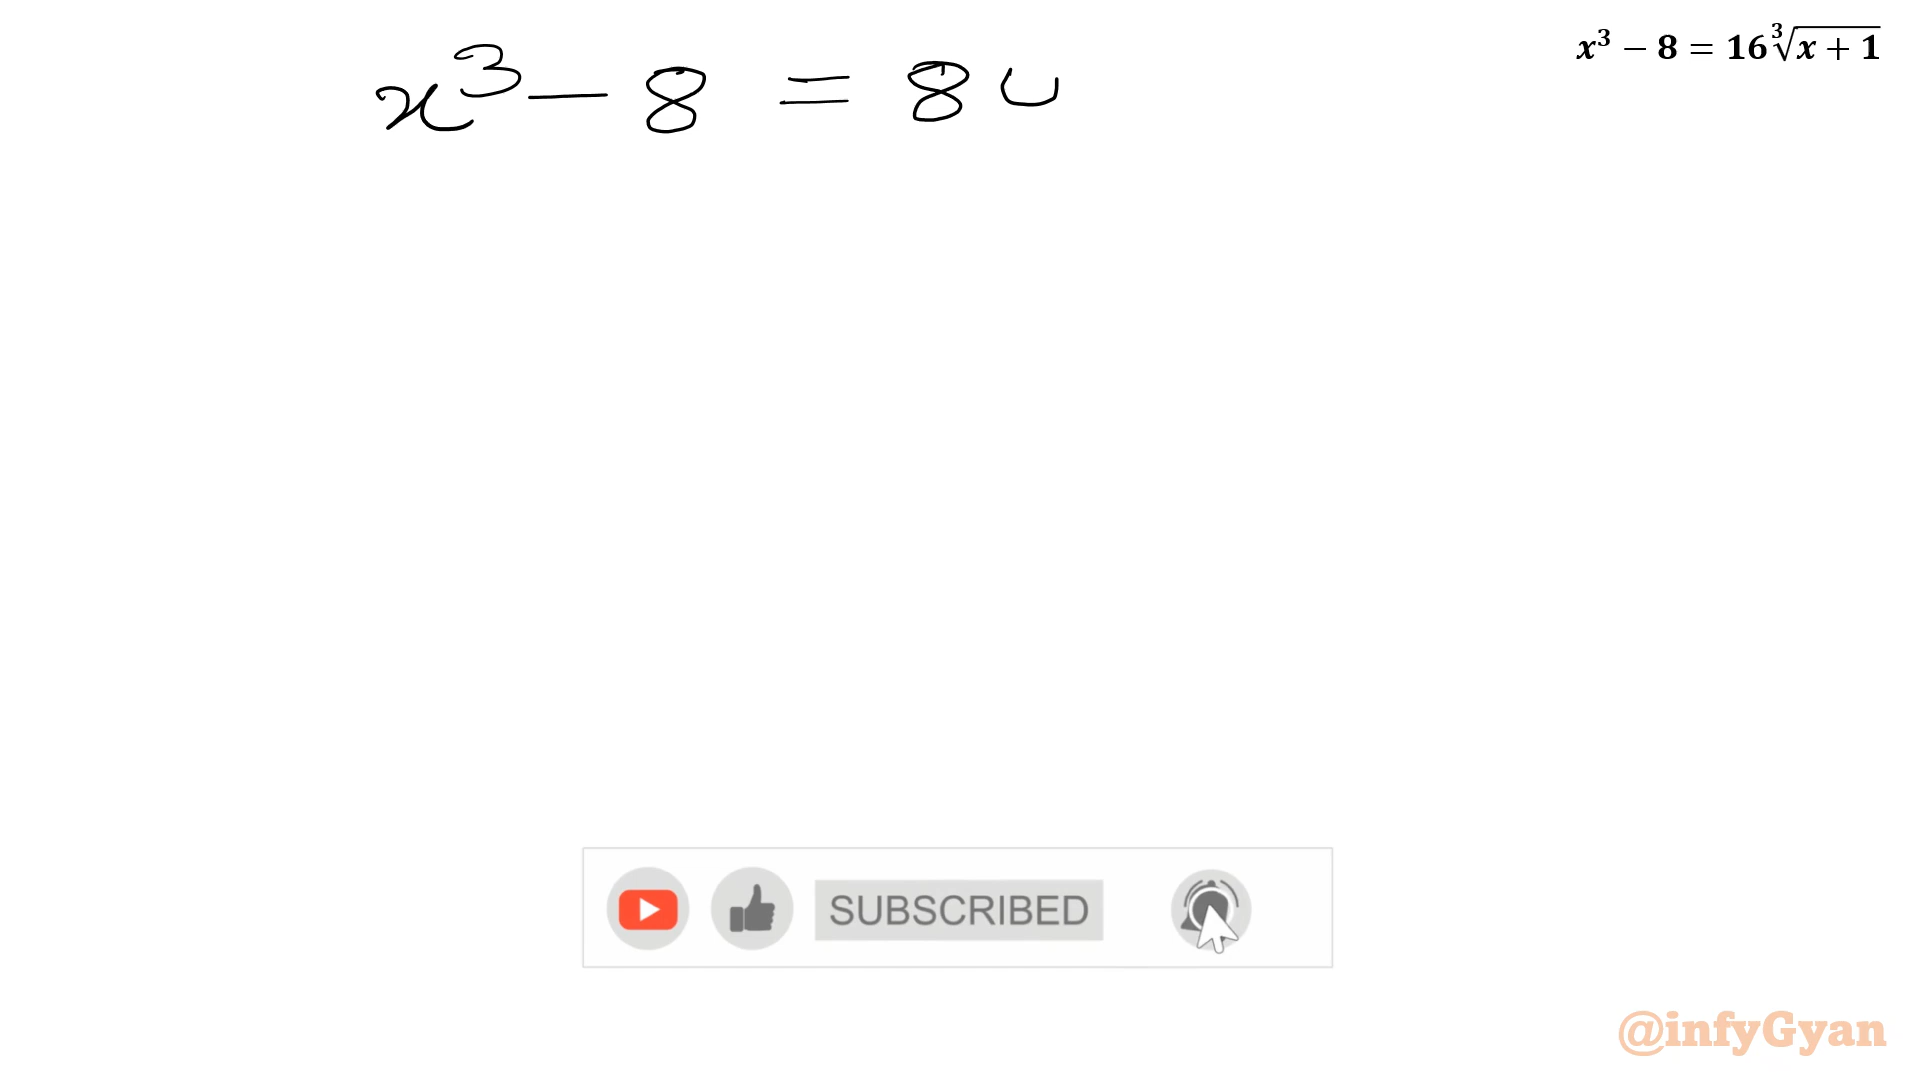 x³ − 8 = 16∛(x + 1)
x³ − 8 = 8u
SUBSCRIBED
@infyGyan